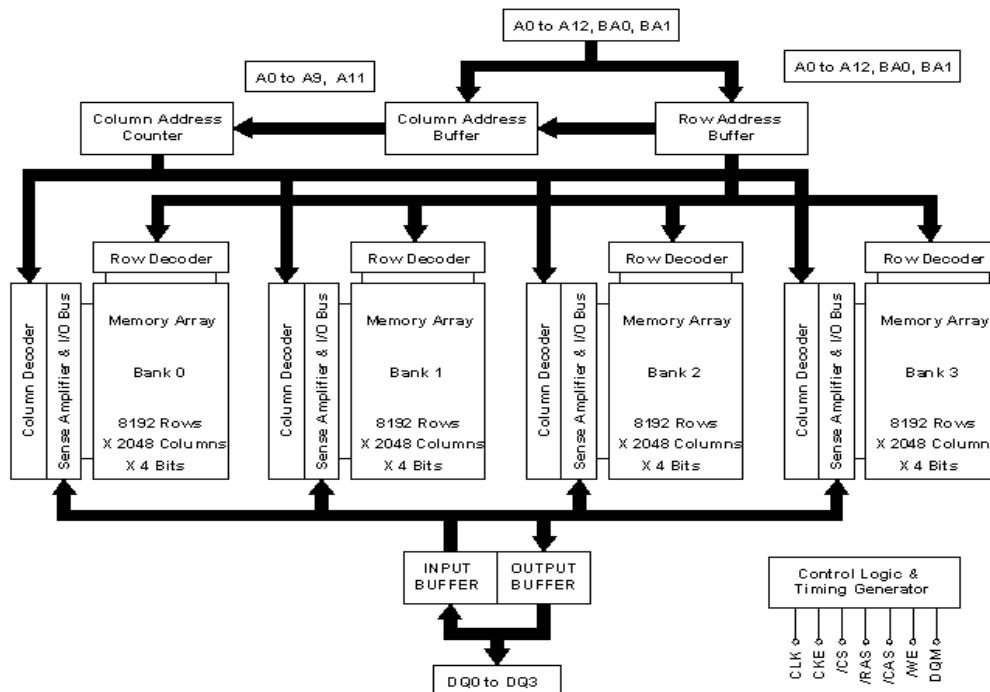 A0 to A12, BA0, BA1
A0 to A9, A11
A0 to A12, BA0, BA1
Column Address
Counter
Column Address
Buffer
Row Address
Buffer
Row Decoder
Row Decoder
Row Decoder
Row Decoder
Column Decoder
Sense Amplifier & I/O Bus
Memory Array
Bank 0
8192 Rows
X 2048 Columns
X 4 Bits
Column Decoder
Sense Amplifier & I/O Bus
Memory Array
Bank 1
8192 Rows
X 2048 Columns
X 4 Bits
Column Decoder
Sense Amplifier & I/O Bus
Memory Array
Bank 2
8192 Rows
X 2048 Columns
X 4 Bits
Column Decoder
Sense Amplifier & I/O Bus
Memory Array
Bank 3
8192 Rows
X 2048 Columns
X 4 Bits
INPUT
BUFFER
OUTPUT
BUFFER
DQ0 to DQ3
Control Logic &
Timing Generator
CLK
CKE
/CS
/RAS
/CAS
/WE
DQM